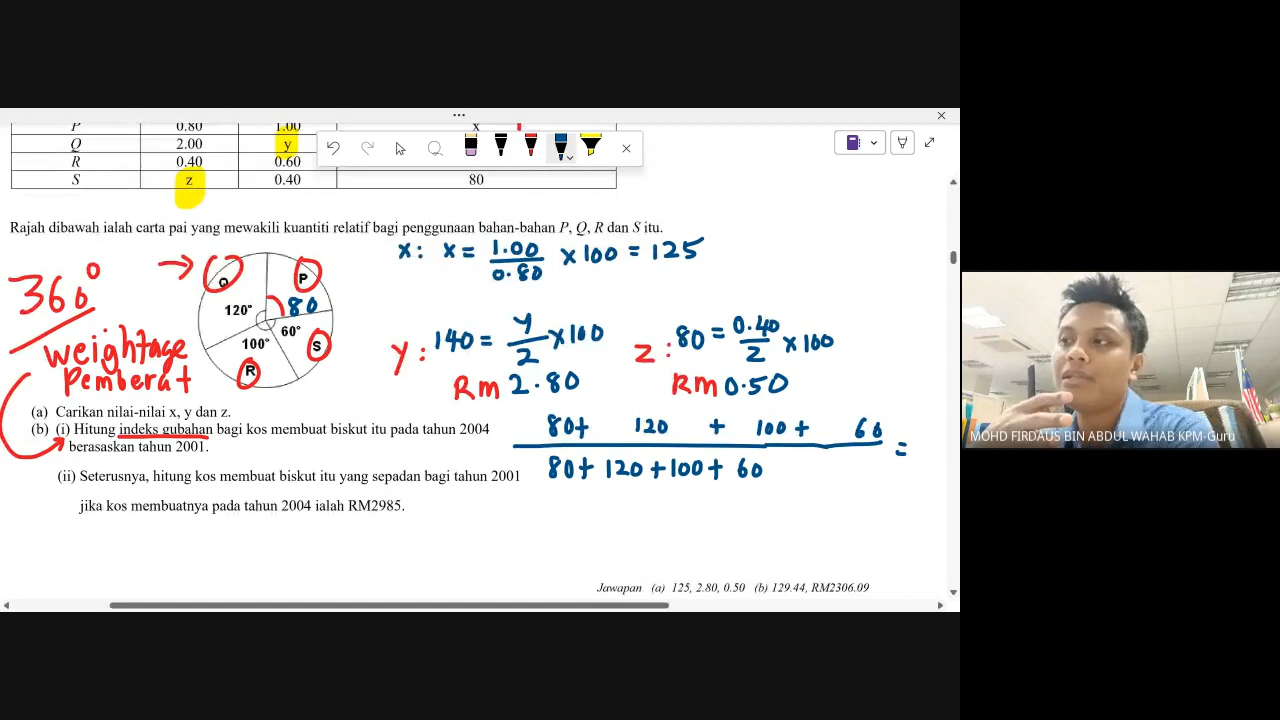 P 0.80 1.00 x
Q 2.00 y
R 0.40 0.60
S z 0.40 80
Rajah dibawah ialah carta pai yang mewakili kuantiti relatif bagi penggunaan bahan-bahan P, Q, R dan S itu.
x: x = 1.00/0.80 x100 = 125
360°
Q P
120° 80
60°
100° S
R
weightage
Pemberat
y: 140 = y/2 x100
Rm 2.80
z: 80 = 0.40/z x100
Rm 0.50
(a) Carikan nilai-nilai x, y dan z.
(b) (i) Hitung indeks gubahan bagi kos membuat biskut itu pada tahun 2004
berasaskan tahun 2001.
80+ 120 + 100+ 60 =
80+ 120 +100+ 60
(ii) Seterusnya, hitung kos membuat biskut itu yang sepadan bagi tahun 2001
jika kos membuatnya pada tahun 2004 ialah RM2985.
Jawapan (a) 125, 2.80, 0.50 (b) 129.44, RM2306.09
MOHD FIRDAUS BIN ABDUL WAHAB KPM-Guru